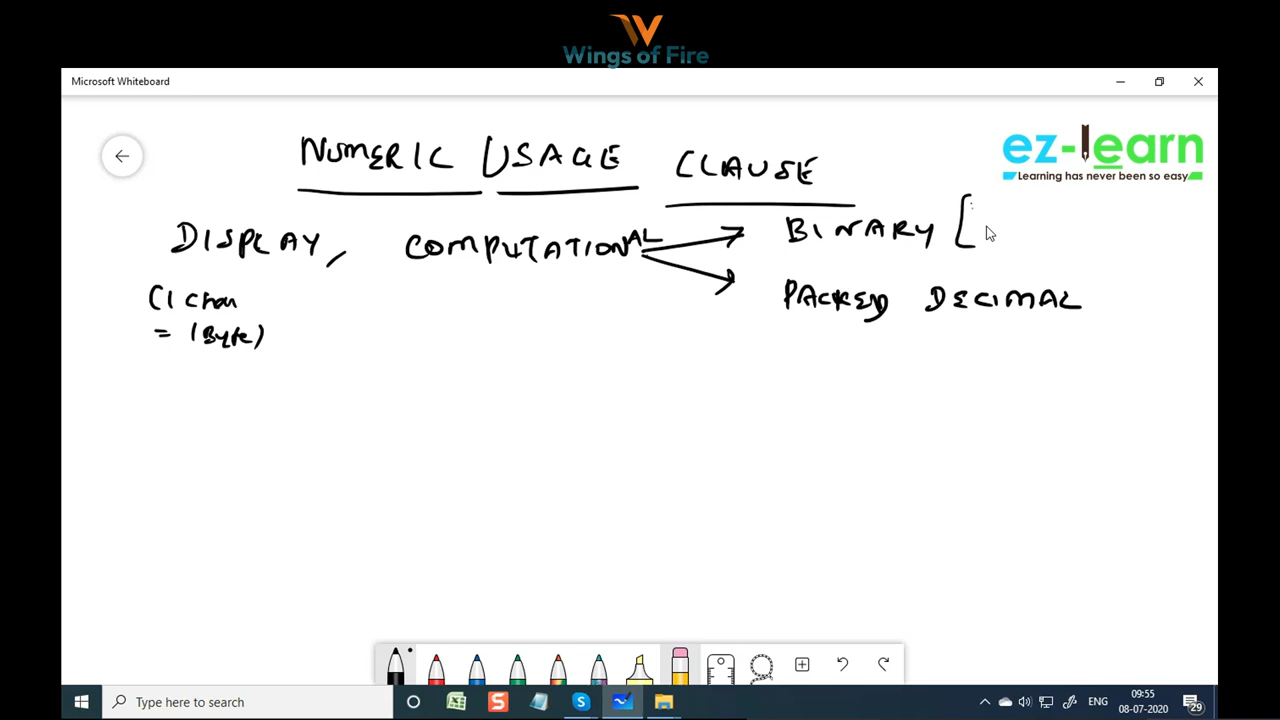 Wings of Fire
Microsoft Whiteboard
ez-learn
Learning has never been so easy
NUMERIC USAGE CLAUSE
DISPLAY, COMPUTATIONAL BINARY [
PACKED DECIMAL
(1 char
= 1 Byte)
Type here to search
ENG
09:55
08-07-2020
29